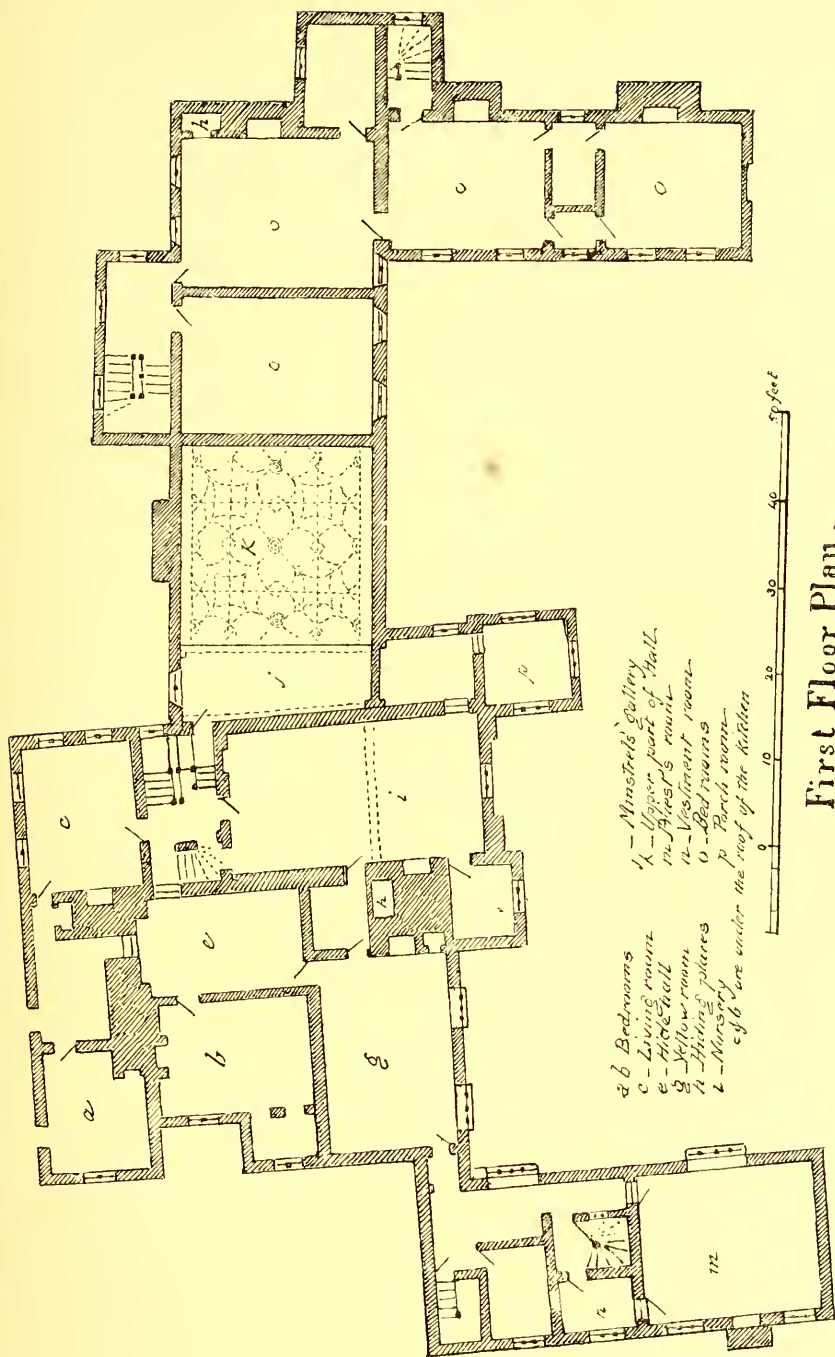 a b Bedrooms
c - Living room
e - Hide hall
g - Yellow room
h - Hiding places
i - Nursery
j - Minstrels' gallery
k - Upper part of Hall
m - Priest's room
n - Vestment room
o - Bedrooms
p Porch room
e & b are under the roof of the kitchen
0 10 20 30 40 50 feet
First Floor Plan.
a
b
c
e
g
h
i
j
k
h
o
o
o
o
p
m
n